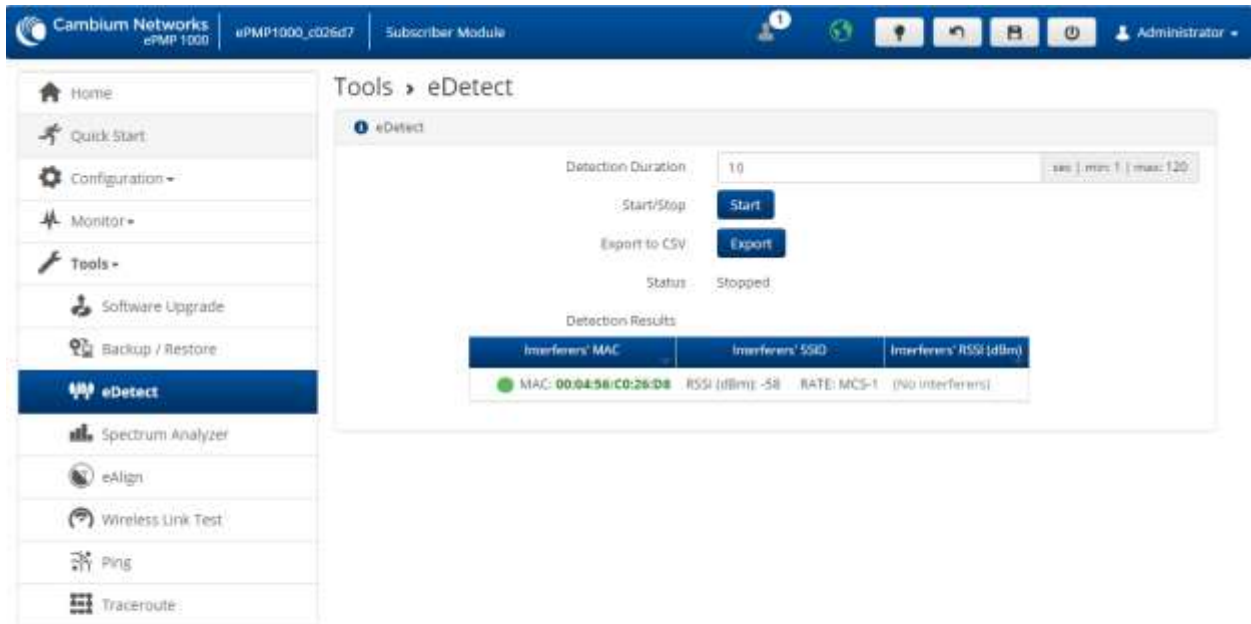 Cambium Networks
ePMP 1000
ePMP1000_c026d7
Subscriber Module
1
Administrator
Home
Quick Start
Configuration
Monitor
Tools
Software Upgrade
Backup / Restore
eDetect
Spectrum Analyzer
eAlign
Wireless Link Test
Ping
Traceroute
Tools > eDetect
eDetect
Detection Duration
10
sec | min: 1 | max: 120
Start/Stop
Start
Export to CSV
Export
Status
Stopped
Detection Results
Interferers' MAC
Interferers' SSID
Interferers' RSSI (dBm)
MAC: 00:04:56:C0:26:D8 RSSI (dBm): -58 RATE: MCS-1 (No interferers)